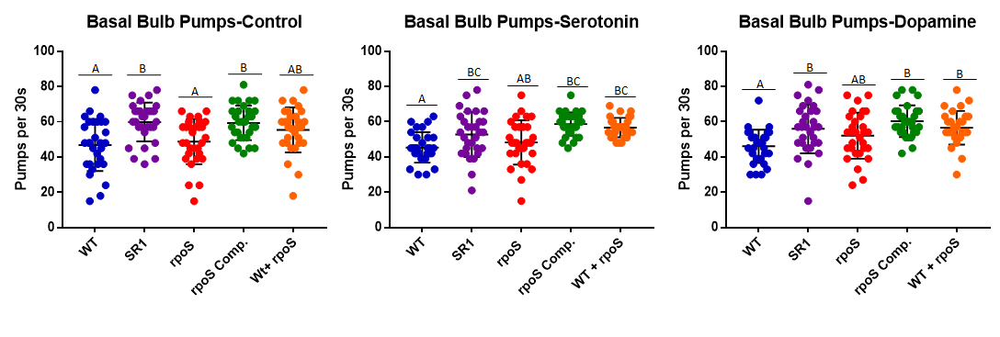 Basal Bulb Pumps-Control
Pumps per 30s
100
80
60
40
20
0
A
B
A
B
AB
WT
SR1
rpoS
rpoS Comp.
Wt+ rpoS
Basal Bulb Pumps-Serotonin
Pumps per 30s
100
80
60
40
20
0
A
BC
AB
BC
BC
WT
SR1
rpoS
rpoS Comp.
WT + rpoS
Basal Bulb Pumps-Dopamine
Pumps per 30s
100
80
60
40
20
0
A
B
AB
B
B
WT
SR1
rpoS
rpoS Comp.
WT + rpoS